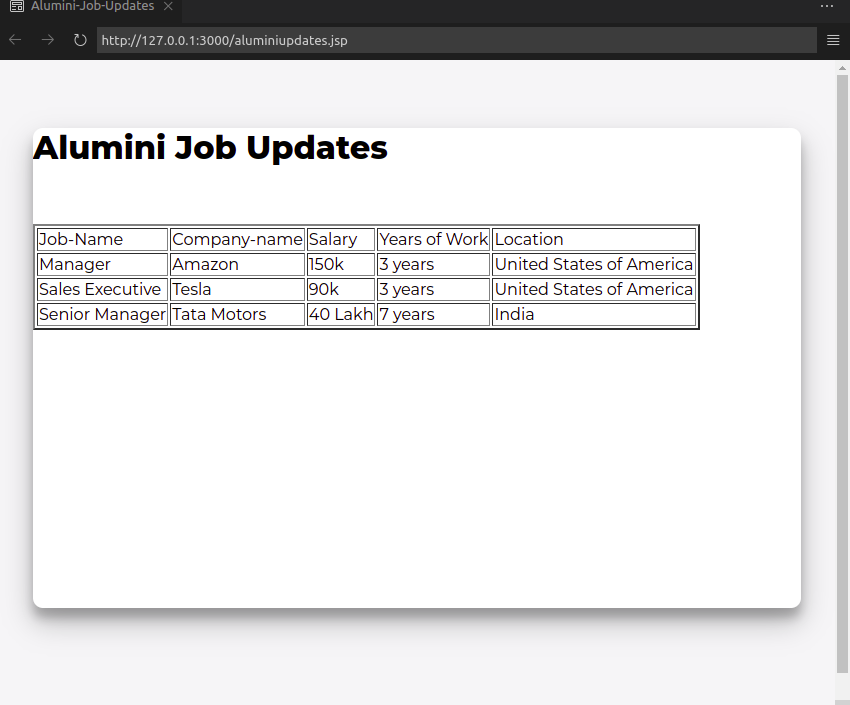 Alumini-Job-Updates
http://127.0.0.1:3000/aluminiupdates.jsp
Alumini Job Updates
Job-Name Company-name Salary Years of Work Location
Manager Amazon 150k 3 years United States of America
Sales Executive Tesla 90k 3 years United States of America
Senior Manager Tata Motors 40 Lakh 7 years India